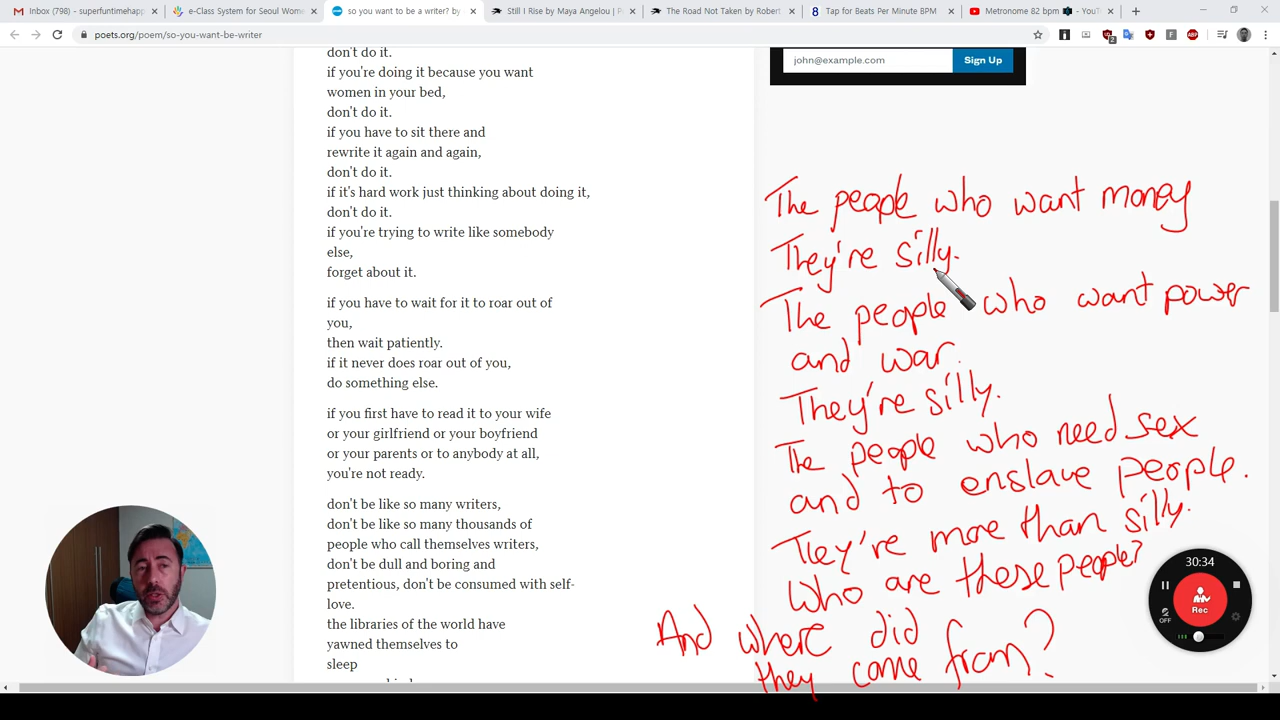 Inbox (798) - superfuntimehapp
e-Class System for Seoul Wome
so you want to be a writer? by
Still I Rise by Maya Angelou | P
The Road Not Taken by Robert
Tap for Beats Per Minute BPM
Metronome 82 bpm
poets.org/poem/so-you-want-be-writer
don't do it.
if you're doing it because you want
women in your bed,
don't do it.
if you have to sit there and
rewrite it again and again,
don't do it.
if it's hard work just thinking about doing it,
don't do it.
if you're trying to write like somebody
else,
forget about it.
if you have to wait for it to roar out of
you,
then wait patiently.
if it never does roar out of you,
do something else.
if you first have to read it to your wife
or your girlfriend or your boyfriend
or your parents or to anybody at all,
you're not ready.
don't be like so many writers,
don't be like so many thousands of
people who call themselves writers,
don't be dull and boring and
pretentious, don't be consumed with self-
love.
the libraries of the world have
yawned themselves to
sleep
john@example.com
Sign Up
The people who want money
They're silly.
The people who want power
and war.
They're silly.
The people who need sex
and to enslave people.
They're more than silly.
Who are these people?
And where did
they come from?
30:34
Rec
OFF